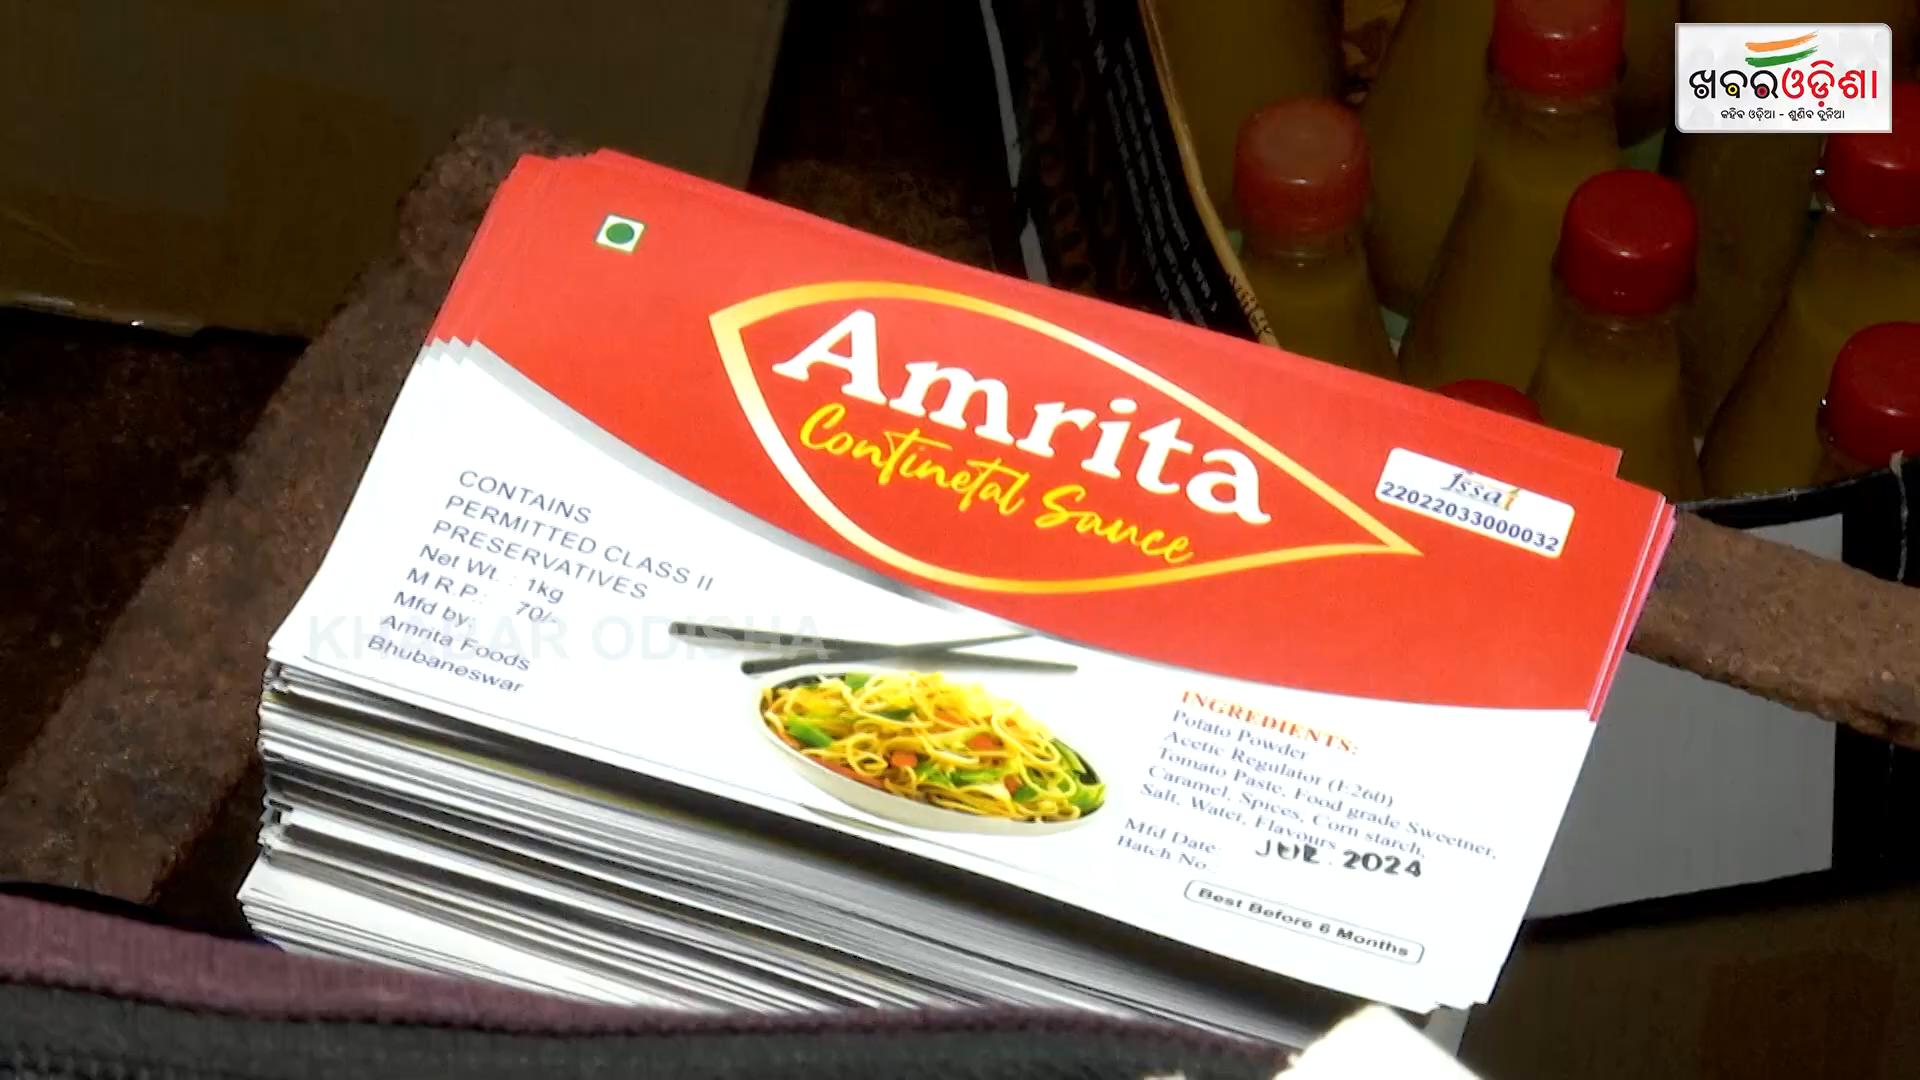 ଖବରଓଡ଼ିଶା
କହିବ ଓଡ଼ିଆ - ଶୁଣିବ ଦୁନିଆ
Amrita
Continetal Sauce
fssai
22022033000032
CONTAINS
PERMITTED CLASS II
PRESERVATIVES
Net Wt. : 1kg
M.R.P.: 70/-
Mfd by:
Amrita Foods
Bhubaneswar
KHABAR ODISHA
INGREDIENTS:
Potato Powder
Acetic Regulator (E260)
Tomato Paste, Food grade Sweetner,
Caramel, Spices, Corn starch,
Salt, Water, Flavours
Mfd Date: JUL. 2024
Batch No.:
Best Before 6 Months